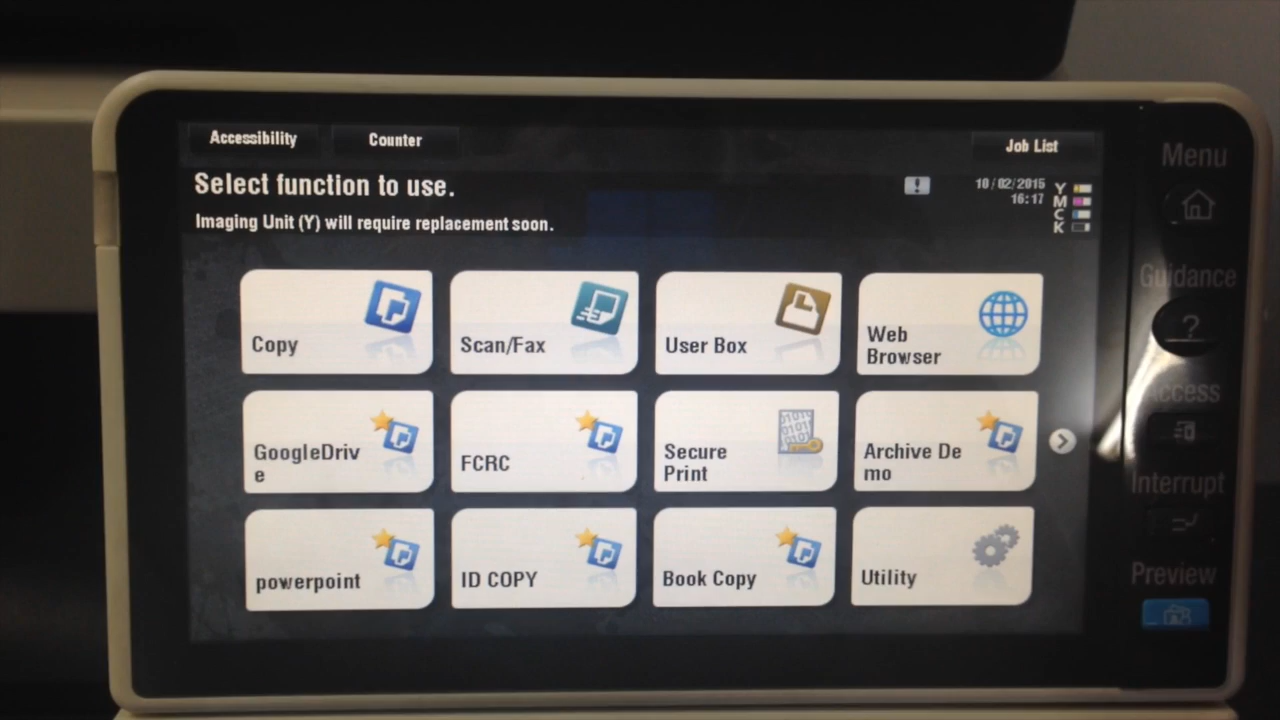 Accessibility
Counter
Job List
Menu
Select function to use.
10/02/2015
16:17
Y
M
C
K
Imaging Unit (Y) will require replacement soon.
Guidance
?
Copy
Scan/Fax
User Box
Web
Browser
Access
GoogleDriv
e
FCRC
Secure
Print
Archive De
mo
Interrupt
powerpoint
ID COPY
Book Copy
Utility
Preview